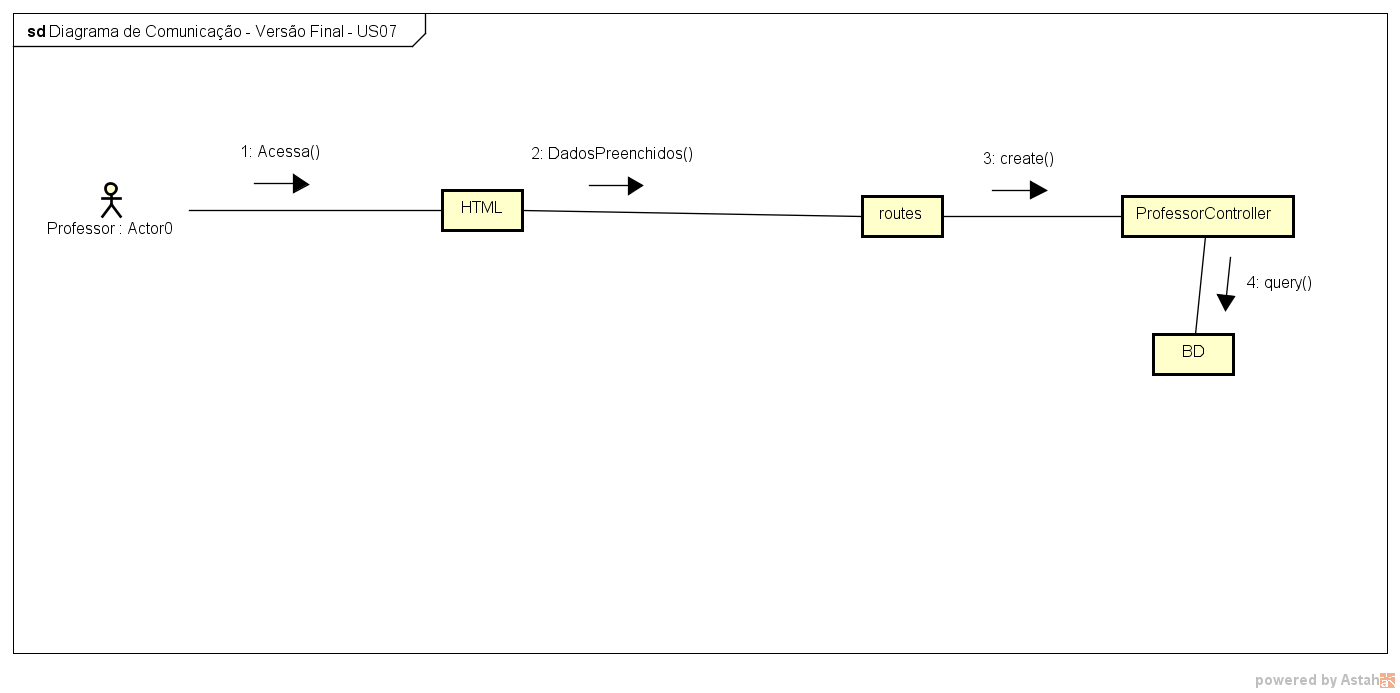 sd Diagrama de Comunicação - Versão Final - US07
1: Acessa()
2: DadosPreenchidos()
3: create()
HTML
routes
ProfessorController
Professor : Actor0
4: query()
BD
powered by Astah